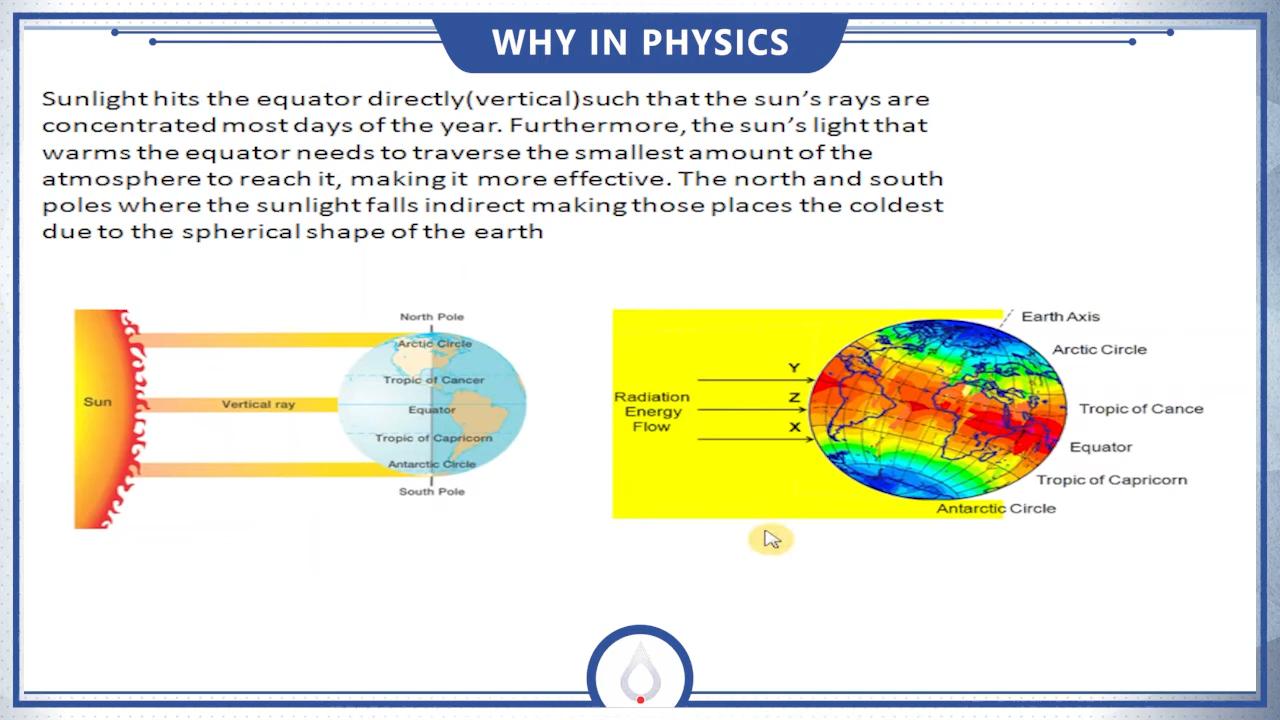 WHY IN PHYSICS
Sunlight hits the equator directly(vertical)such that the sun's rays are
concentrated most days of the year. Furthermore, the sun's light that
warms the equator needs to traverse the smallest amount of the
atmosphere to reach it, making it more effective. The north and south
poles where the sunlight falls indirect making those places the coldest
due to the spherical shape of the earth
North Pole
Arctic Circle
Tropic of Cancer
Sun
Vertical ray
Equator
Tropic of Capricorn
Antarctic Circle
South Pole
Earth Axis
Arctic Circle
Y
Radiation
Energy
Flow
Z
X
Tropic of Cance
Equator
Tropic of Capricorn
Antarctic Circle